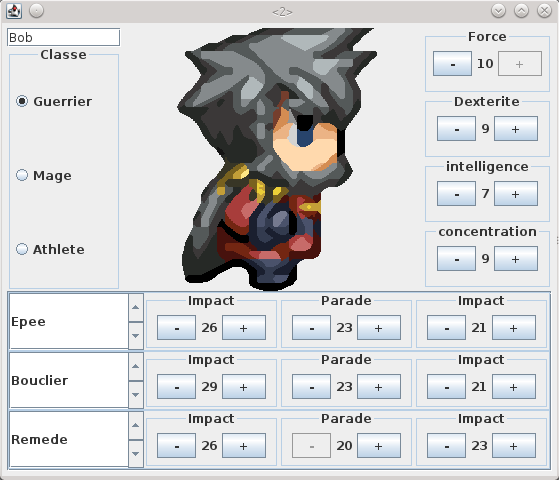 <2>
Bob
Classe
Guerrier
Mage
Athlete
Force
- 10 +
Dexterite
- 9 +
intelligence
- 7 +
concentration
- 9 +
Epee
Impact
- 26 +
Parade
- 23 +
Impact
- 21 +
Bouclier
Impact
- 29 +
Parade
- 23 +
Impact
- 21 +
Remede
Impact
- 26 +
Parade
- 20 +
Impact
- 23 +